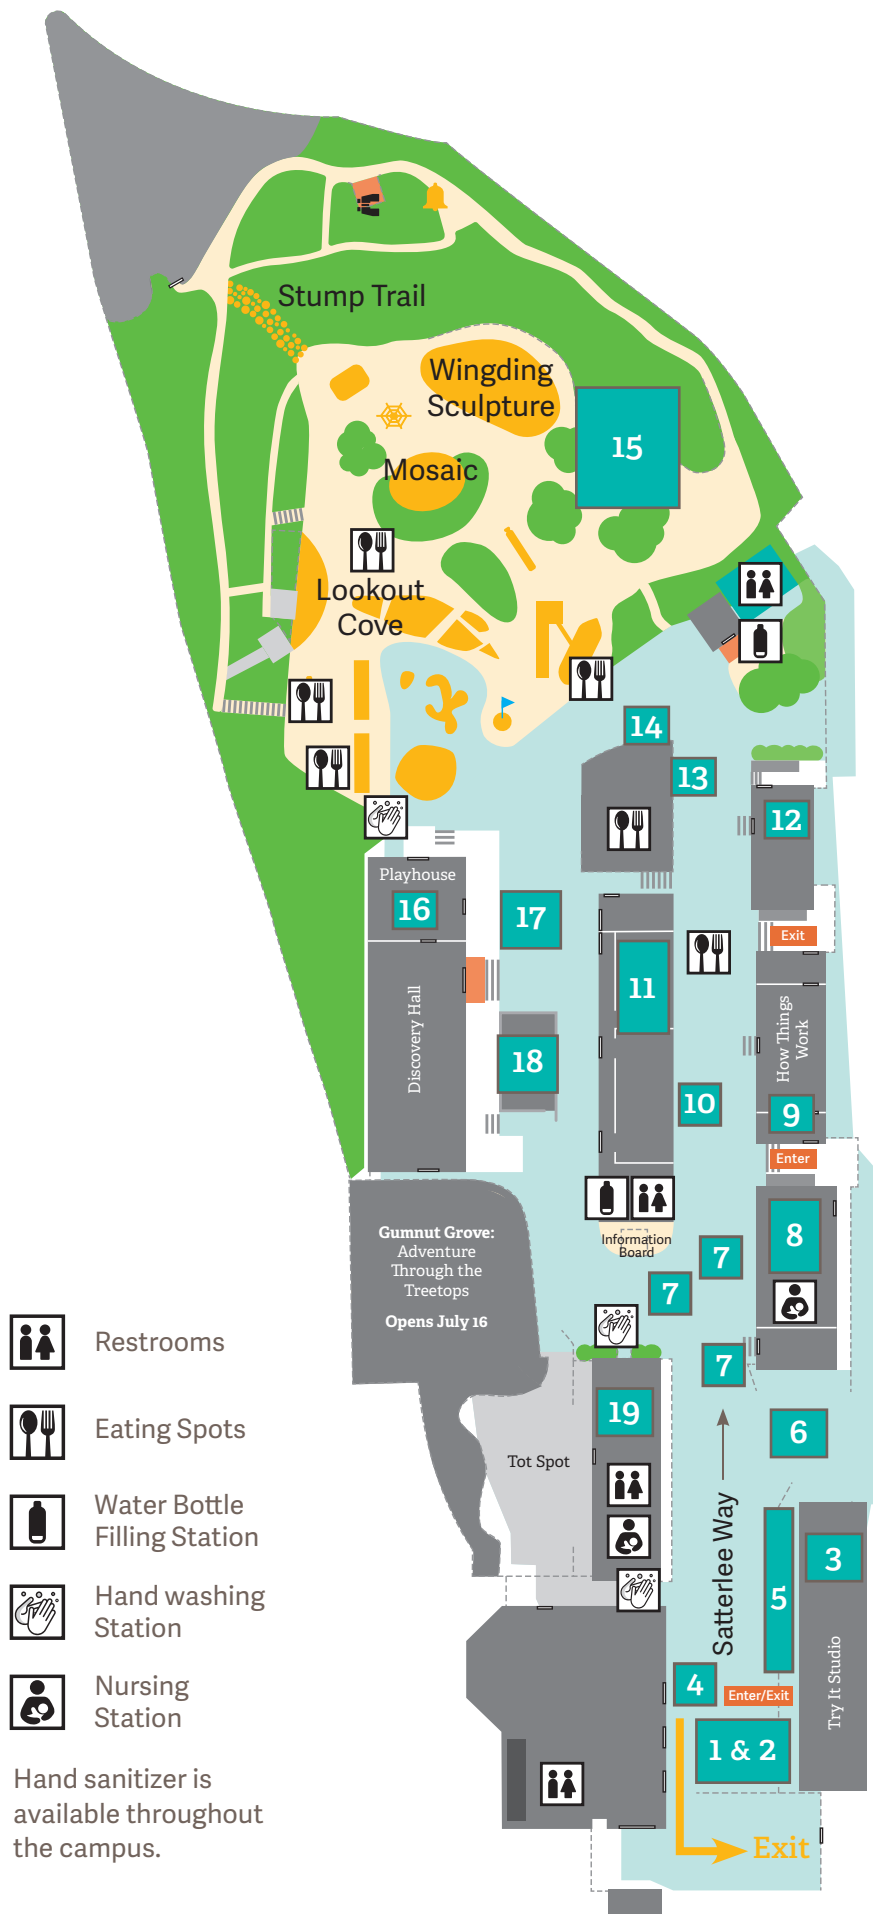 Stump Trail
Wingding
Sculpture
15
Mosaic
Lookout
Cove
14
13
12
Playhouse
16
17
Exit
11
Discovery Hall
How Things
Work
18
10
9
Enter
Gumnut Grove:
Adventure
Through the
Treetops
Opens July 16
Information
Board
8
7
7
7
19
6
Tot Spot
Satterlee Way
5
3
Try It Studio
4
Enter/Exit
1 & 2
Exit
Restrooms
Eating Spots
Water Bottle
Filling Station
Hand washing
Station
Nursing
Station
Hand sanitizer is
available throughout
the campus.